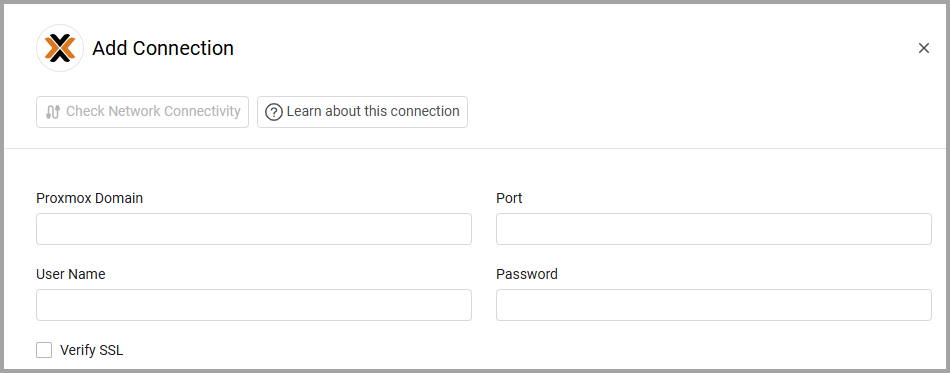 Add Connection
Check Network Connectivity
Learn about this connection
Proxmox Domain
Port
User Name
Password
Verify SSL